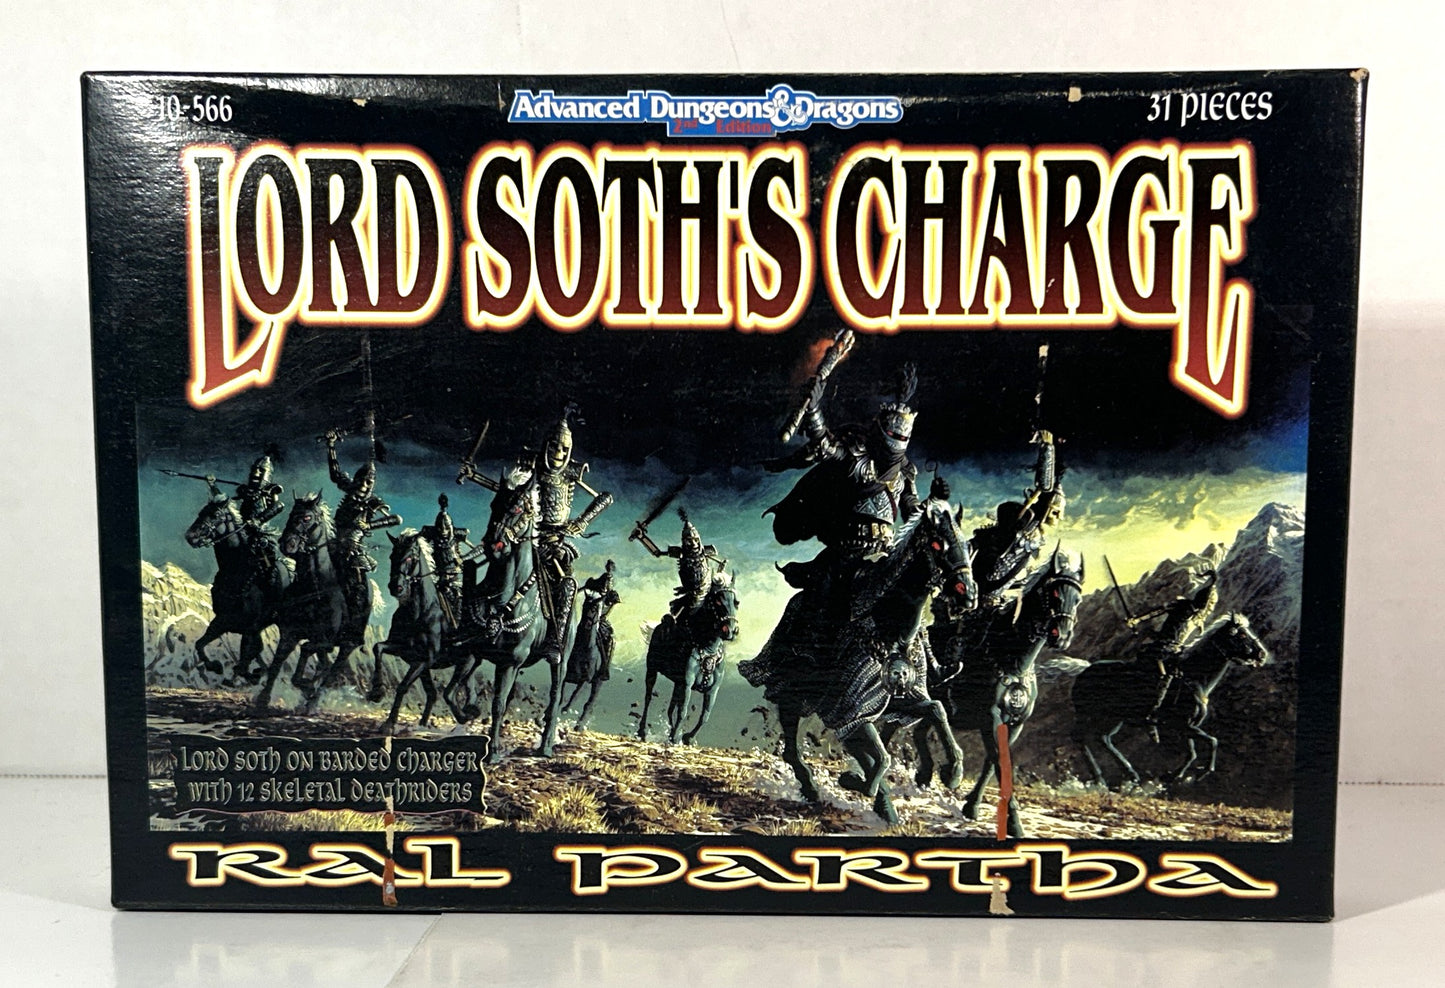 10-566
Advanced Dungeons & Dragons
2nd Edition
31 PIECES
LORD SOTH'S CHARGE
LORD SOTH ON BARDED CHARGER
WITH 12 SKELETAL DEATHRIDERS
RAL PARTHA